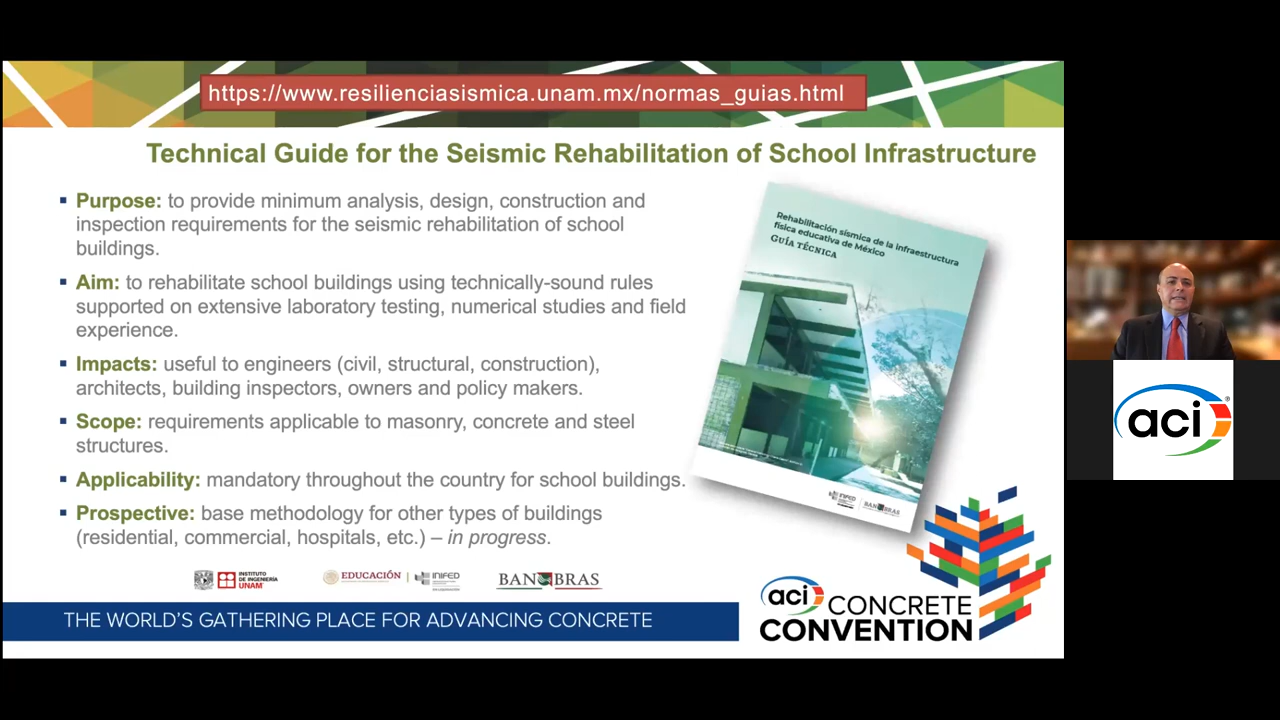 https://www.resilienciasismica.unam.mx/normas_guias.html
Technical Guide for the Seismic Rehabilitation of School Infrastructure
Purpose: to provide minimum analysis, design, construction and
inspection requirements for the seismic rehabilitation of school
buildings.
Aim: to rehabilitate school buildings using technically-sound rules
supported on extensive laboratory testing, numerical studies and field
experience.
Impacts: useful to engineers (civil, structural, construction),
architects, building inspectors, owners and policy makers.
Scope: requirements applicable to masonry, concrete and steel
structures.
Applicability: mandatory throughout the country for school buildings.
Prospective: base methodology for other types of buildings
(residential, commercial, hospitals, etc.) – in progress.
Rehabilitación sísmica de la infraestructura
física educativa de México
GUÍA TÉCNICA
INIFED
BANOBRAS
INSTITUTO
DE INGENIERÍA
UNAM
EDUCACIÓN
INIFED
BANOBRAS
THE WORLD'S GATHERING PLACE FOR ADVANCING CONCRETE
aci CONCRETE
CONVENTION
aci®